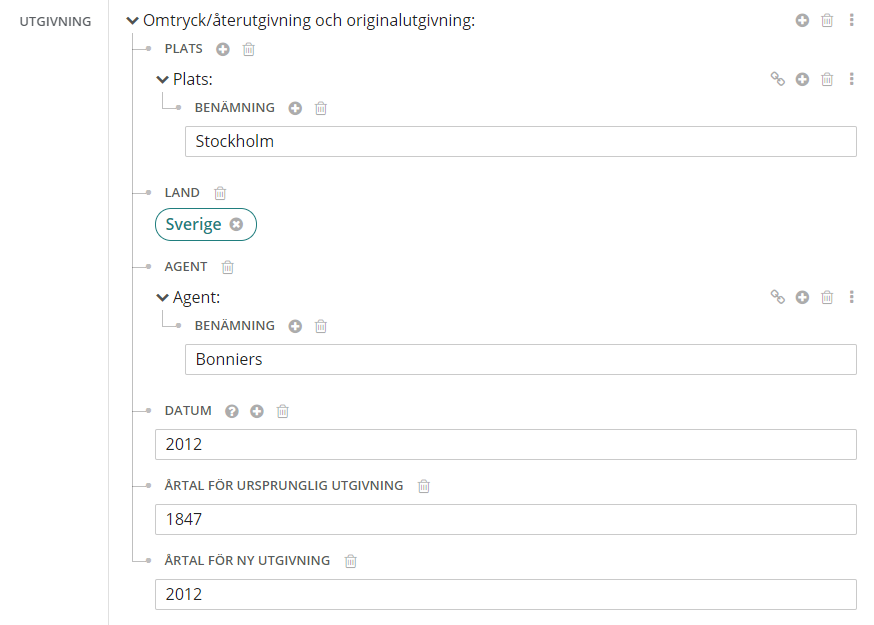 UTGIVNING
Omtryck/återutgivning och originalutgivning:
PLATS
Plats:
BENÄMNING
Stockholm
LAND
Sverige
AGENT
Agent:
BENÄMNING
Bonniers
DATUM
2012
ÅRTAL FÖR URSPRUNGLIG UTGIVNING
1847
ÅRTAL FÖR NY UTGIVNING
2012